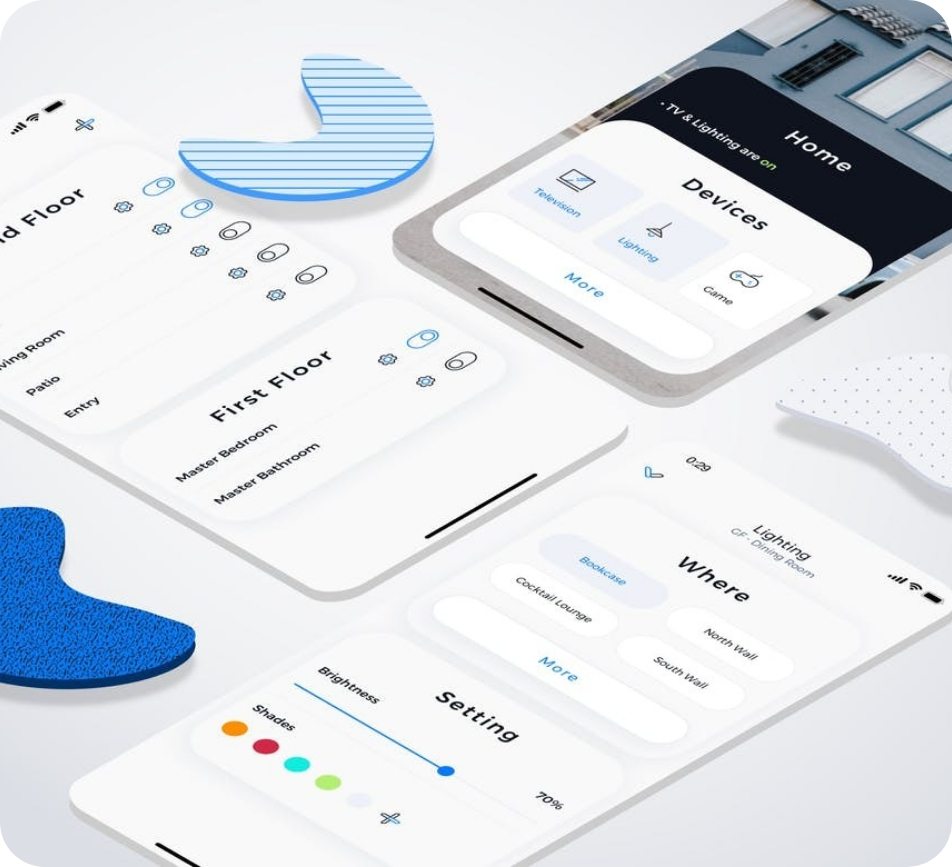 Floor
Room
Patio
Entry
First Floor
Master Bedroom
Master Bathroom
Home
• TV & Lighting are on
Devices
Television
Lighting
Game
More
0:29
Lighting
GF - Dining Room
Where
Bookcase
North Wall
Cocktail Lounge
South Wall
More
Setting
Brightness
70%
Shades